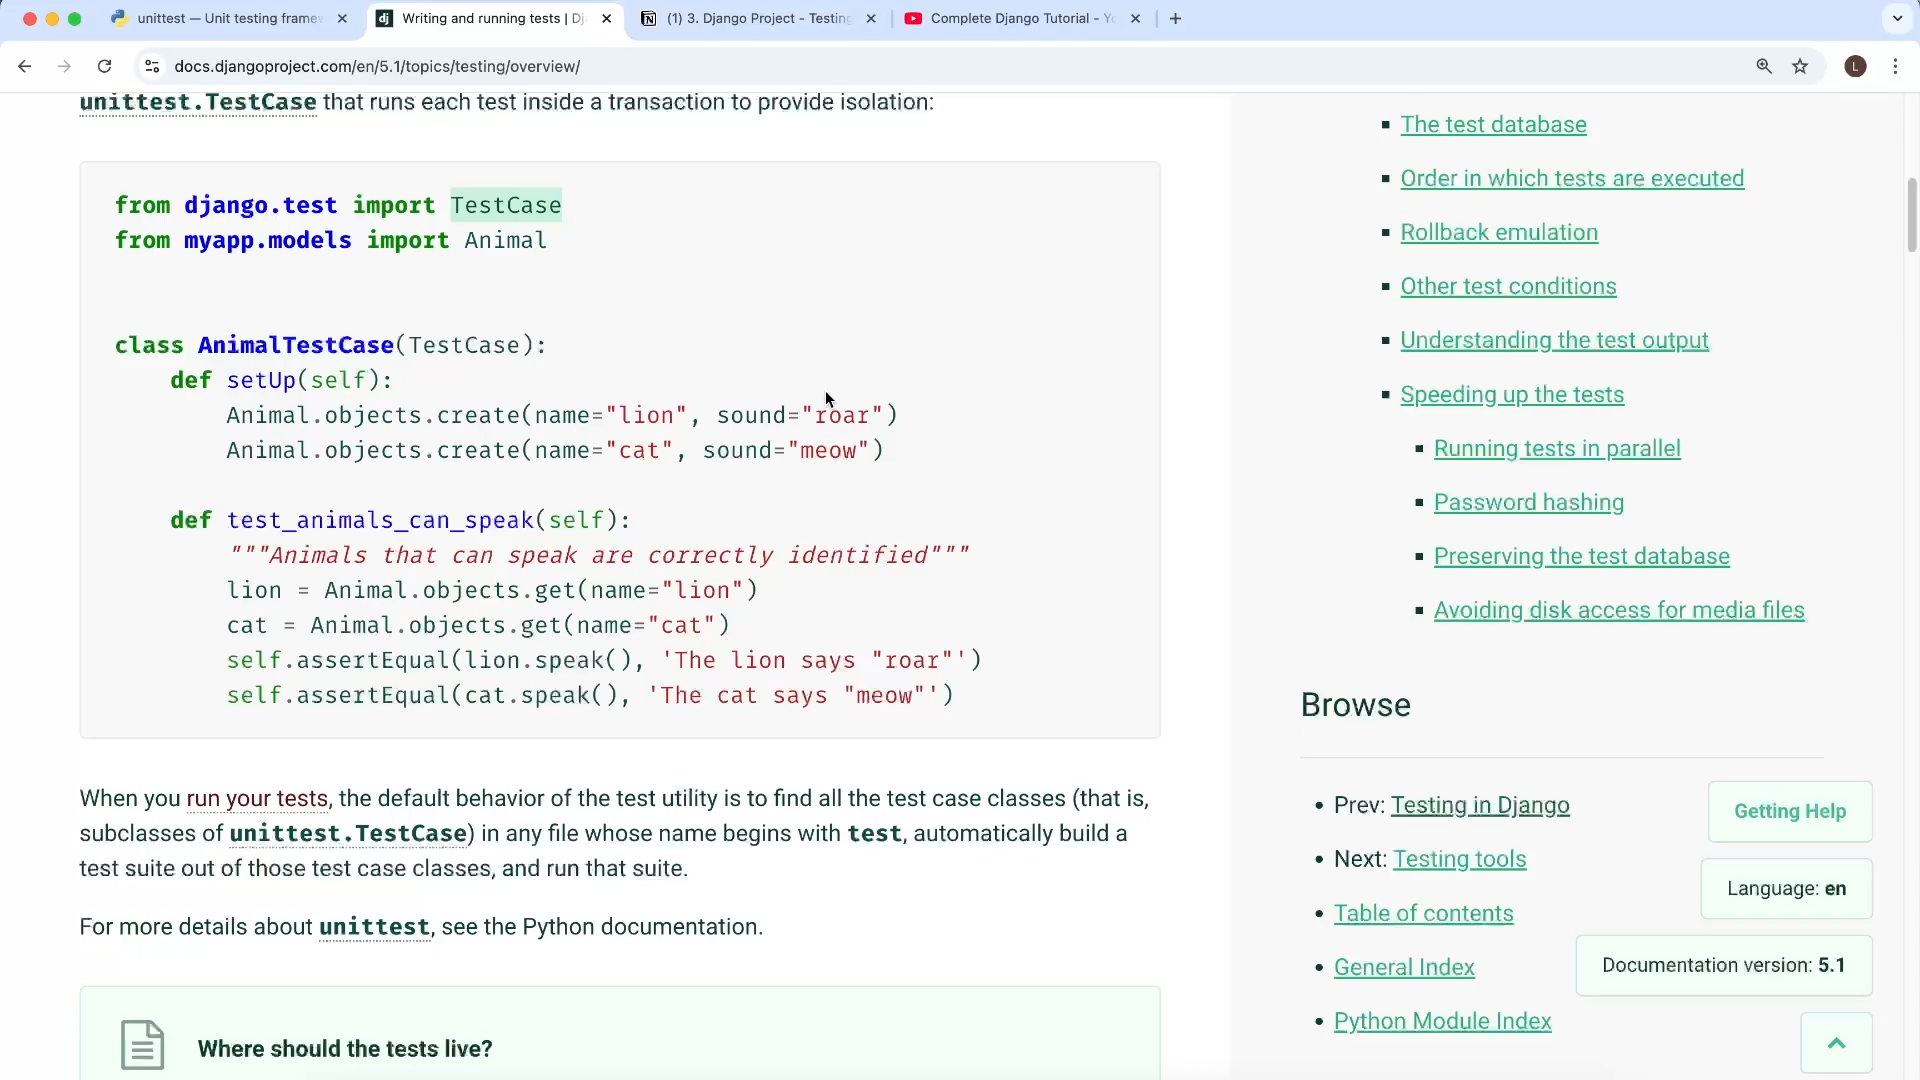 unittest — Unit testing framew
Writing and running tests | Dj
(1) 3. Django Project - Testing
Complete Django Tutorial - Yo
docs.djangoproject.com/en/5.1/topics/testing/overview/
L
unittest.TestCase that runs each test inside a transaction to provide isolation:
from django.test import TestCase
from myapp.models import Animal
class AnimalTestCase(TestCase):
def setUp(self):
Animal.objects.create(name="lion", sound="roar")
Animal.objects.create(name="cat", sound="meow")
def test_animals_can_speak(self):
"""Animals that can speak are correctly identified"""
lion = Animal.objects.get(name="lion")
cat = Animal.objects.get(name="cat")
self.assertEqual(lion.speak(), 'The lion says "roar"')
self.assertEqual(cat.speak(), 'The cat says "meow"')
When you run your tests, the default behavior of the test utility is to find all the test case classes (that is,
subclasses of unittest.TestCase) in any file whose name begins with test, automatically build a
test suite out of those test case classes, and run that suite.
For more details about unittest, see the Python documentation.
Where should the tests live?
The test database
Order in which tests are executed
Rollback emulation
Other test conditions
Understanding the test output
Speeding up the tests
Running tests in parallel
Password hashing
Preserving the test database
Avoiding disk access for media files
Browse
Prev: Testing in Django
Next: Testing tools
Table of contents
General Index
Python Module Index
Getting Help
Language: en
Documentation version: 5.1